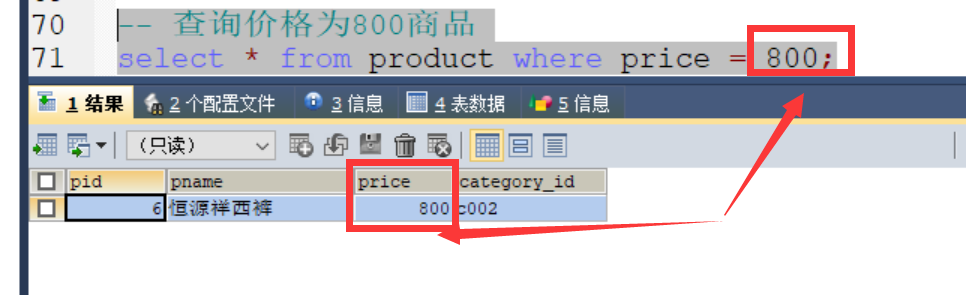 70 -- 查询价格为800商品
71 select * from product where price = 800;
1 结果 2 个配置文件 3 信息 4 表数据 5 信息
（只读）
pid pname price category_id
6 恒源祥西裤 800 c002